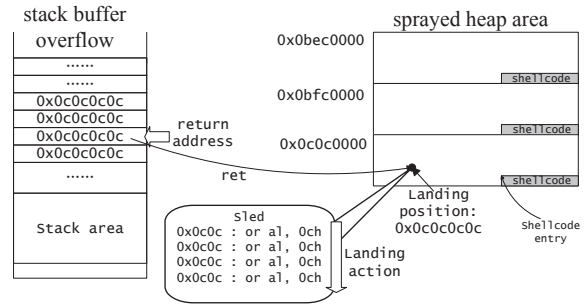 stack buffer
overflow
......
......
0x0c0c0c0c
0x0c0c0c0c
0x0c0c0c0c
0x0c0c0c0c
......
Stack area
return
address
ret
sprayed heap area
0x0bec0000
shellcode
0x0bfc0000
shellcode
0x0c0c0000
shellcode
Landing
position:
0x0c0c0c0c
Shellcode
entry
Sled
0x0c0c : or al, 0ch
0x0c0c : or al, 0ch
0x0c0c : or al, 0ch
0x0c0c : or al, 0ch
Landing
action